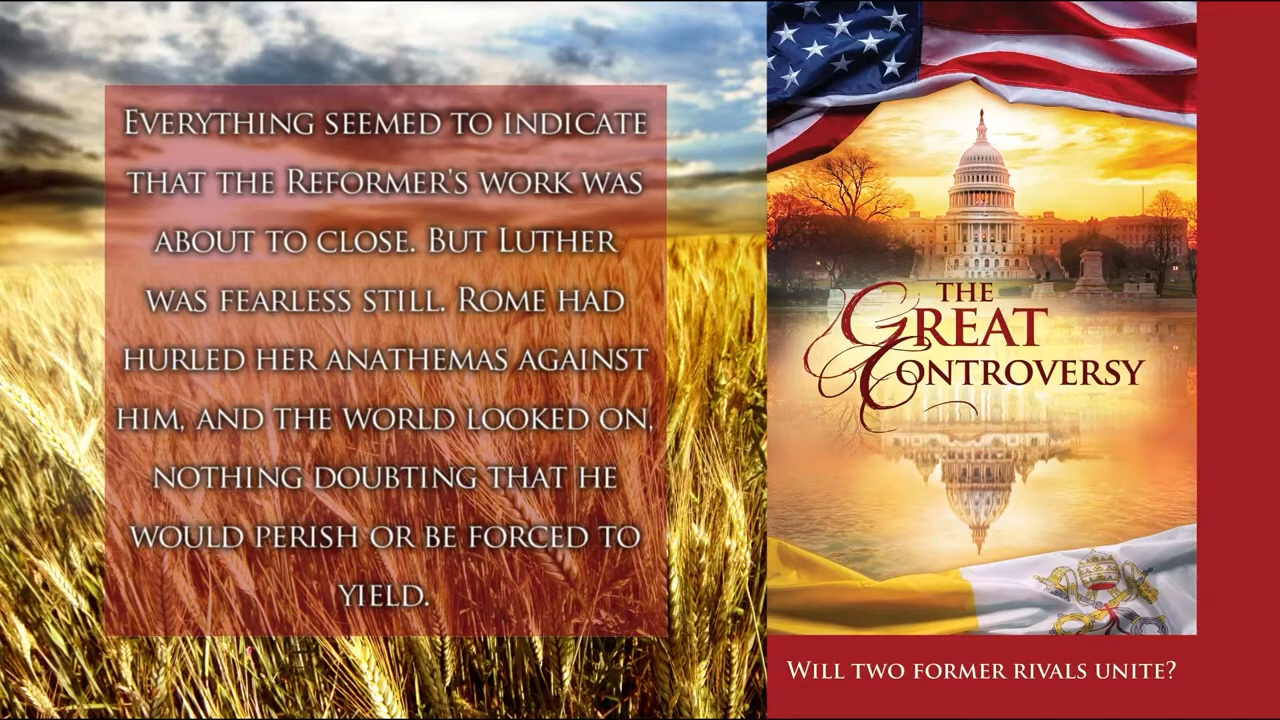 EVERYTHING SEEMED TO INDICATE
THAT THE REFORMER'S WORK WAS
ABOUT TO CLOSE. BUT LUTHER
WAS FEARLESS STILL. ROME HAD
HURLED HER ANATHEMAS AGAINST
HIM, AND THE WORLD LOOKED ON,
NOTHING DOUBTING THAT HE
WOULD PERISH OR BE FORCED TO
YIELD.
THE
GREAT
CONTROVERSY
WILL TWO FORMER RIVALS UNITE?